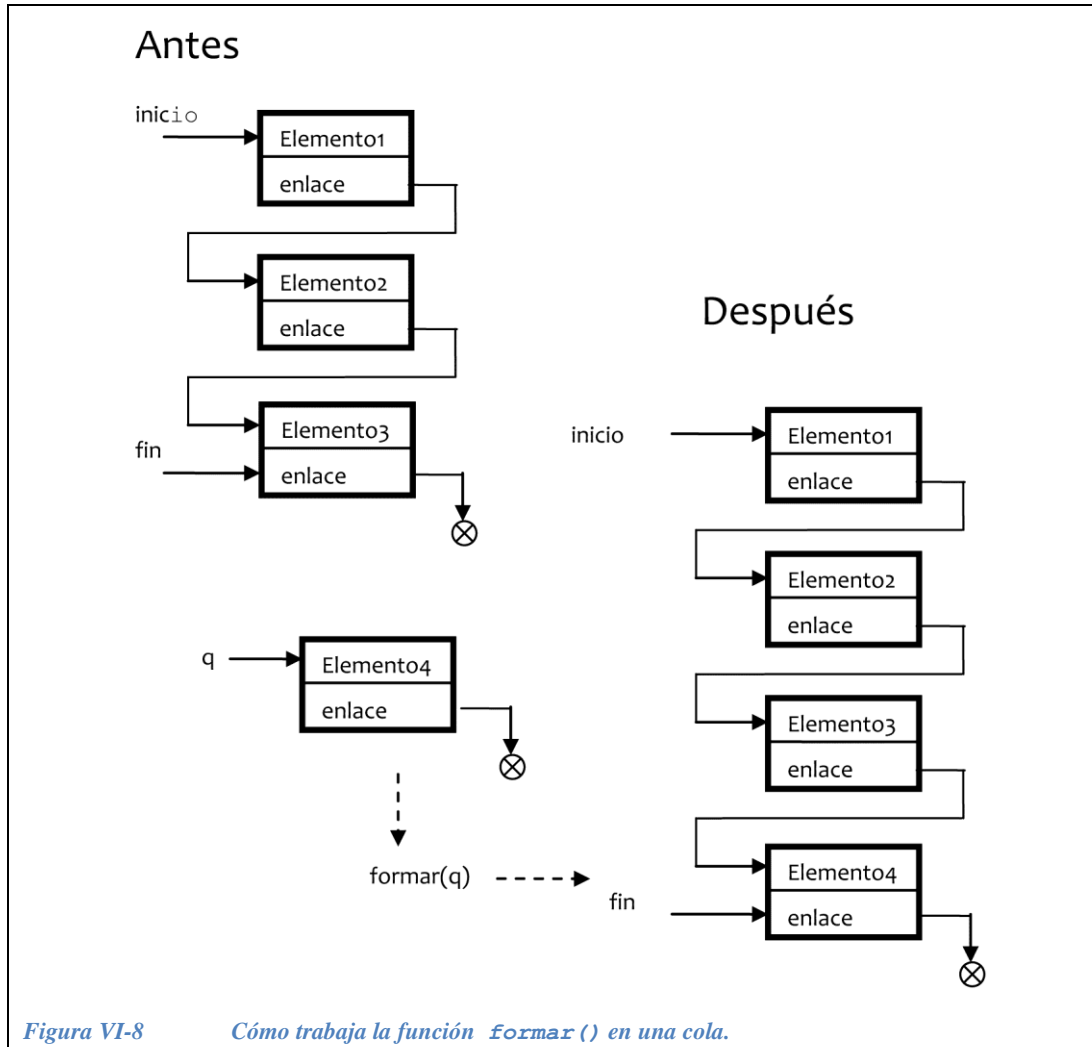 Antes
inicio
Elemento1
enlace
Elemento2
enlace
Elemento3
fin
enlace
q
Elemento4
enlace
formar(q)
Después
inicio
Elemento1
enlace
Elemento2
enlace
Elemento3
enlace
Elemento4
fin
enlace
Figura VI-8 Cómo trabaja la función formar() en una cola.